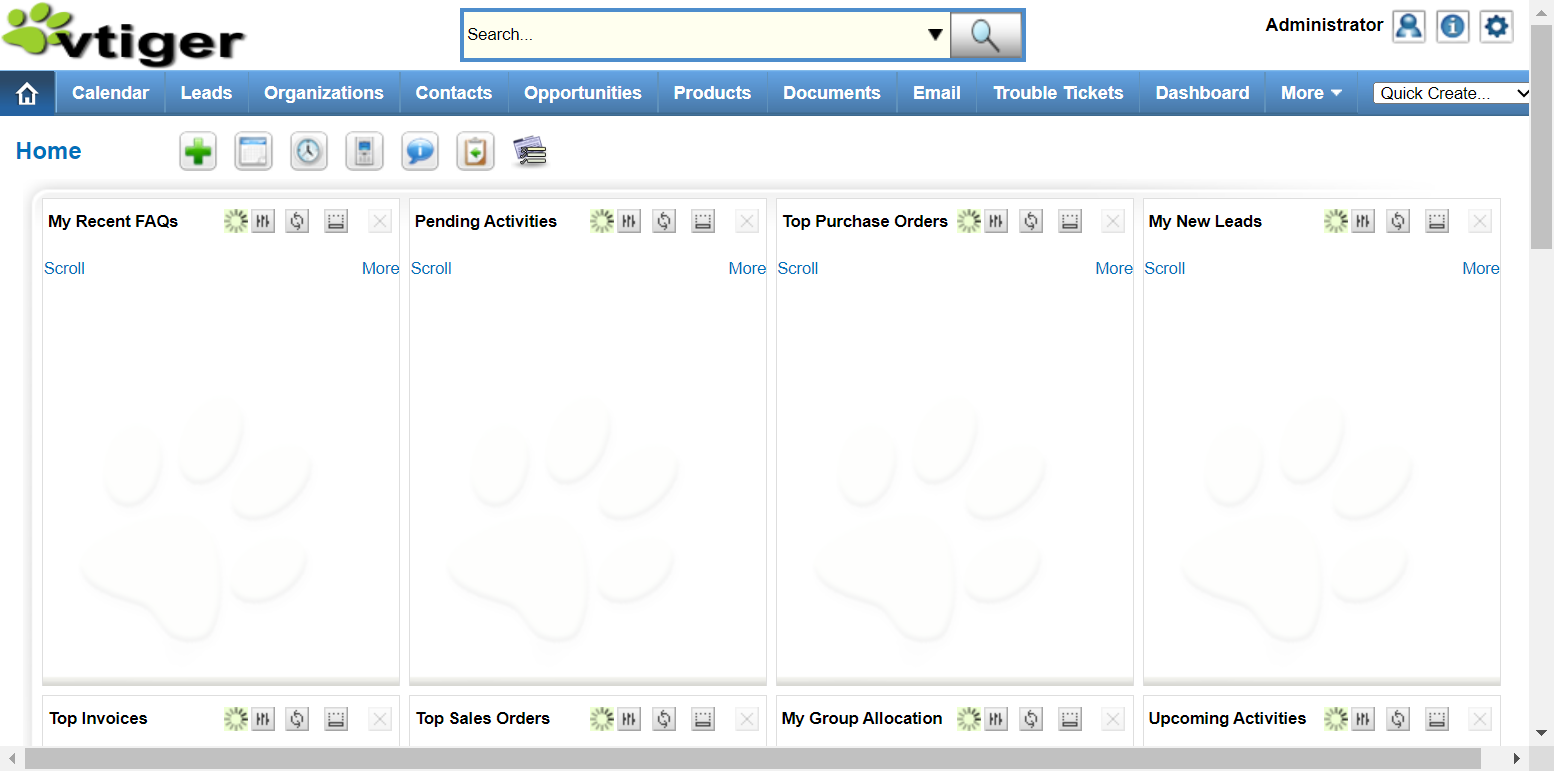 vtiger
Search...
Administrator
Calendar Leads Organizations Contacts Opportunities Products Documents Email Trouble Tickets Dashboard More Quick Create...
Home
My Recent FAQs Pending Activities Top Purchase Orders My New Leads
Scroll More Scroll More Scroll More Scroll More
Top Invoices Top Sales Orders My Group Allocation Upcoming Activities